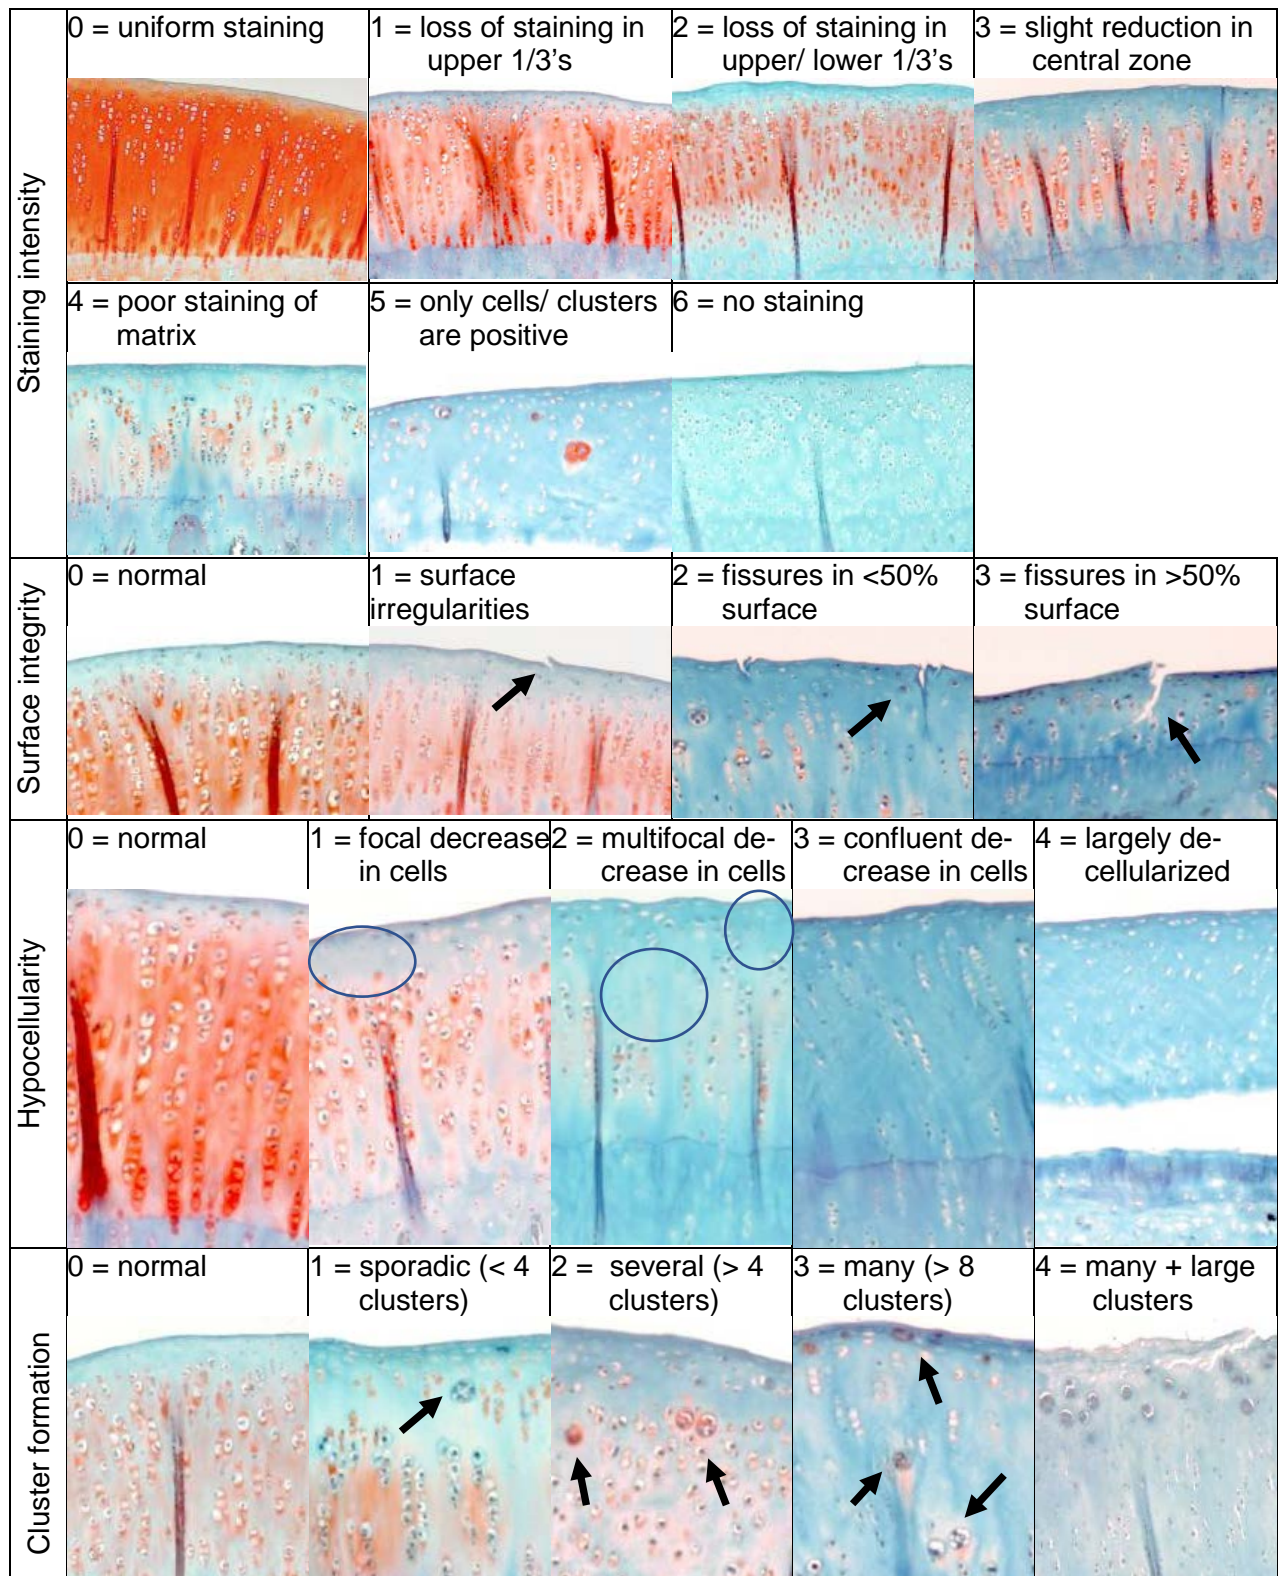 Staining intensity
0 = uniform staining
1 = loss of staining in
upper 1/3's
2 = loss of staining in
upper/ lower 1/3's
3 = slight reduction in
central zone
4 = poor staining of
matrix
5 = only cells/ clusters
are positive
6 = no staining
Surface integrity
0 = normal
1 = surface
irregularities
2 = fissures in <50%
surface
3 = fissures in >50%
surface
Hypocellularity
0 = normal
1 = focal decrease
in cells
2 = multifocal de-
crease in cells
3 = confluent de-
crease in cells
4 = largely de-
cellularized
Cluster formation
0 = normal
1 = sporadic (< 4
clusters)
2 = several (> 4
clusters)
3 = many (> 8
clusters)
4 = many + large
clusters